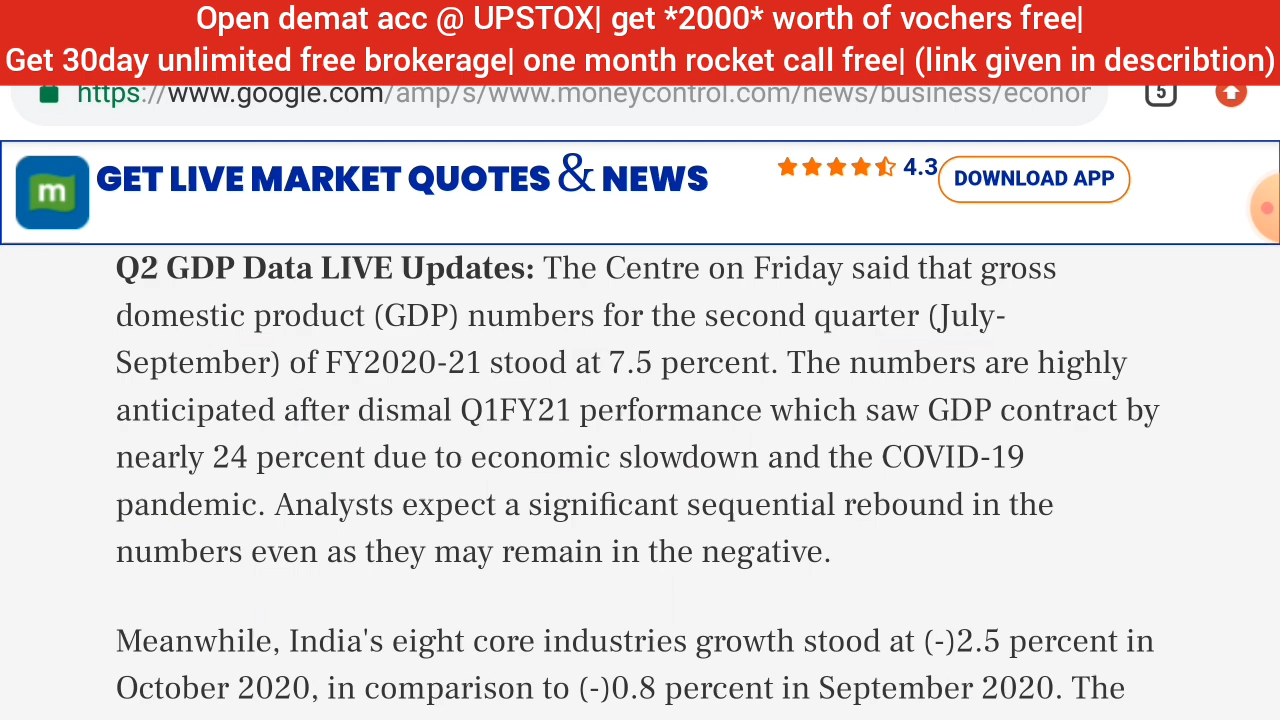 Open demat acc @ UPSTOX| get *2000* worth of vochers free|
Get 30day unlimited free brokerage| one month rocket call free| (link given in describtion)
https://www.google.com/amp/s/www.moneycontrol.com/news/business/econor
5
m
GET LIVE MARKET QUOTES & NEWS
4.3
DOWNLOAD APP
Q2 GDP Data LIVE Updates: The Centre on Friday said that gross
domestic product (GDP) numbers for the second quarter (July-
September) of FY2020-21 stood at 7.5 percent. The numbers are highly
anticipated after dismal Q1FY21 performance which saw GDP contract by
nearly 24 percent due to economic slowdown and the COVID-19
pandemic. Analysts expect a significant sequential rebound in the
numbers even as they may remain in the negative.
Meanwhile, India's eight core industries growth stood at (-)2.5 percent in
October 2020, in comparison to (-)0.8 percent in September 2020. The